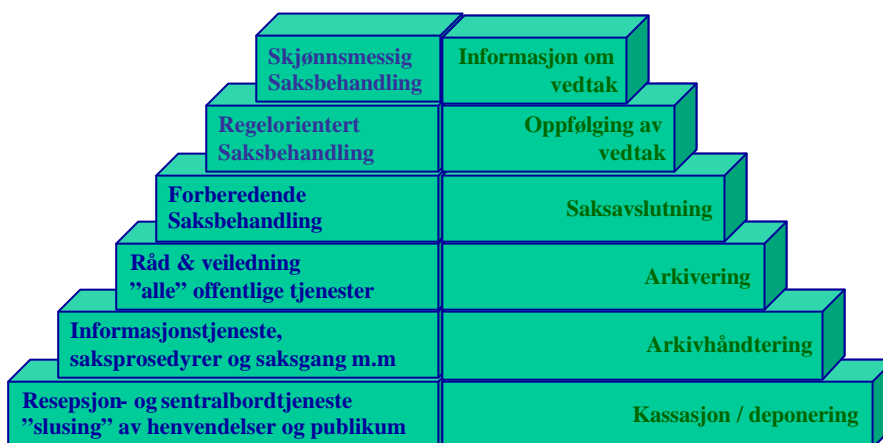 Skjønnsmessig
Saksbehandling
Informasjon om
vedtak
Regelorientert
Saksbehandling
Oppfølging av
vedtak
Forberedende
Saksbehandling
Saksavslutning
Råd & veiledning
”alle” offentlige tjenester
Arkivering
Informasjonstjeneste,
saksprosedyrer og saksgang m.m
Arkivhåndtering
Resepsjon- og sentralbordtjeneste
”slusing” av henvendelser og publikum
Kassasjon / deponering